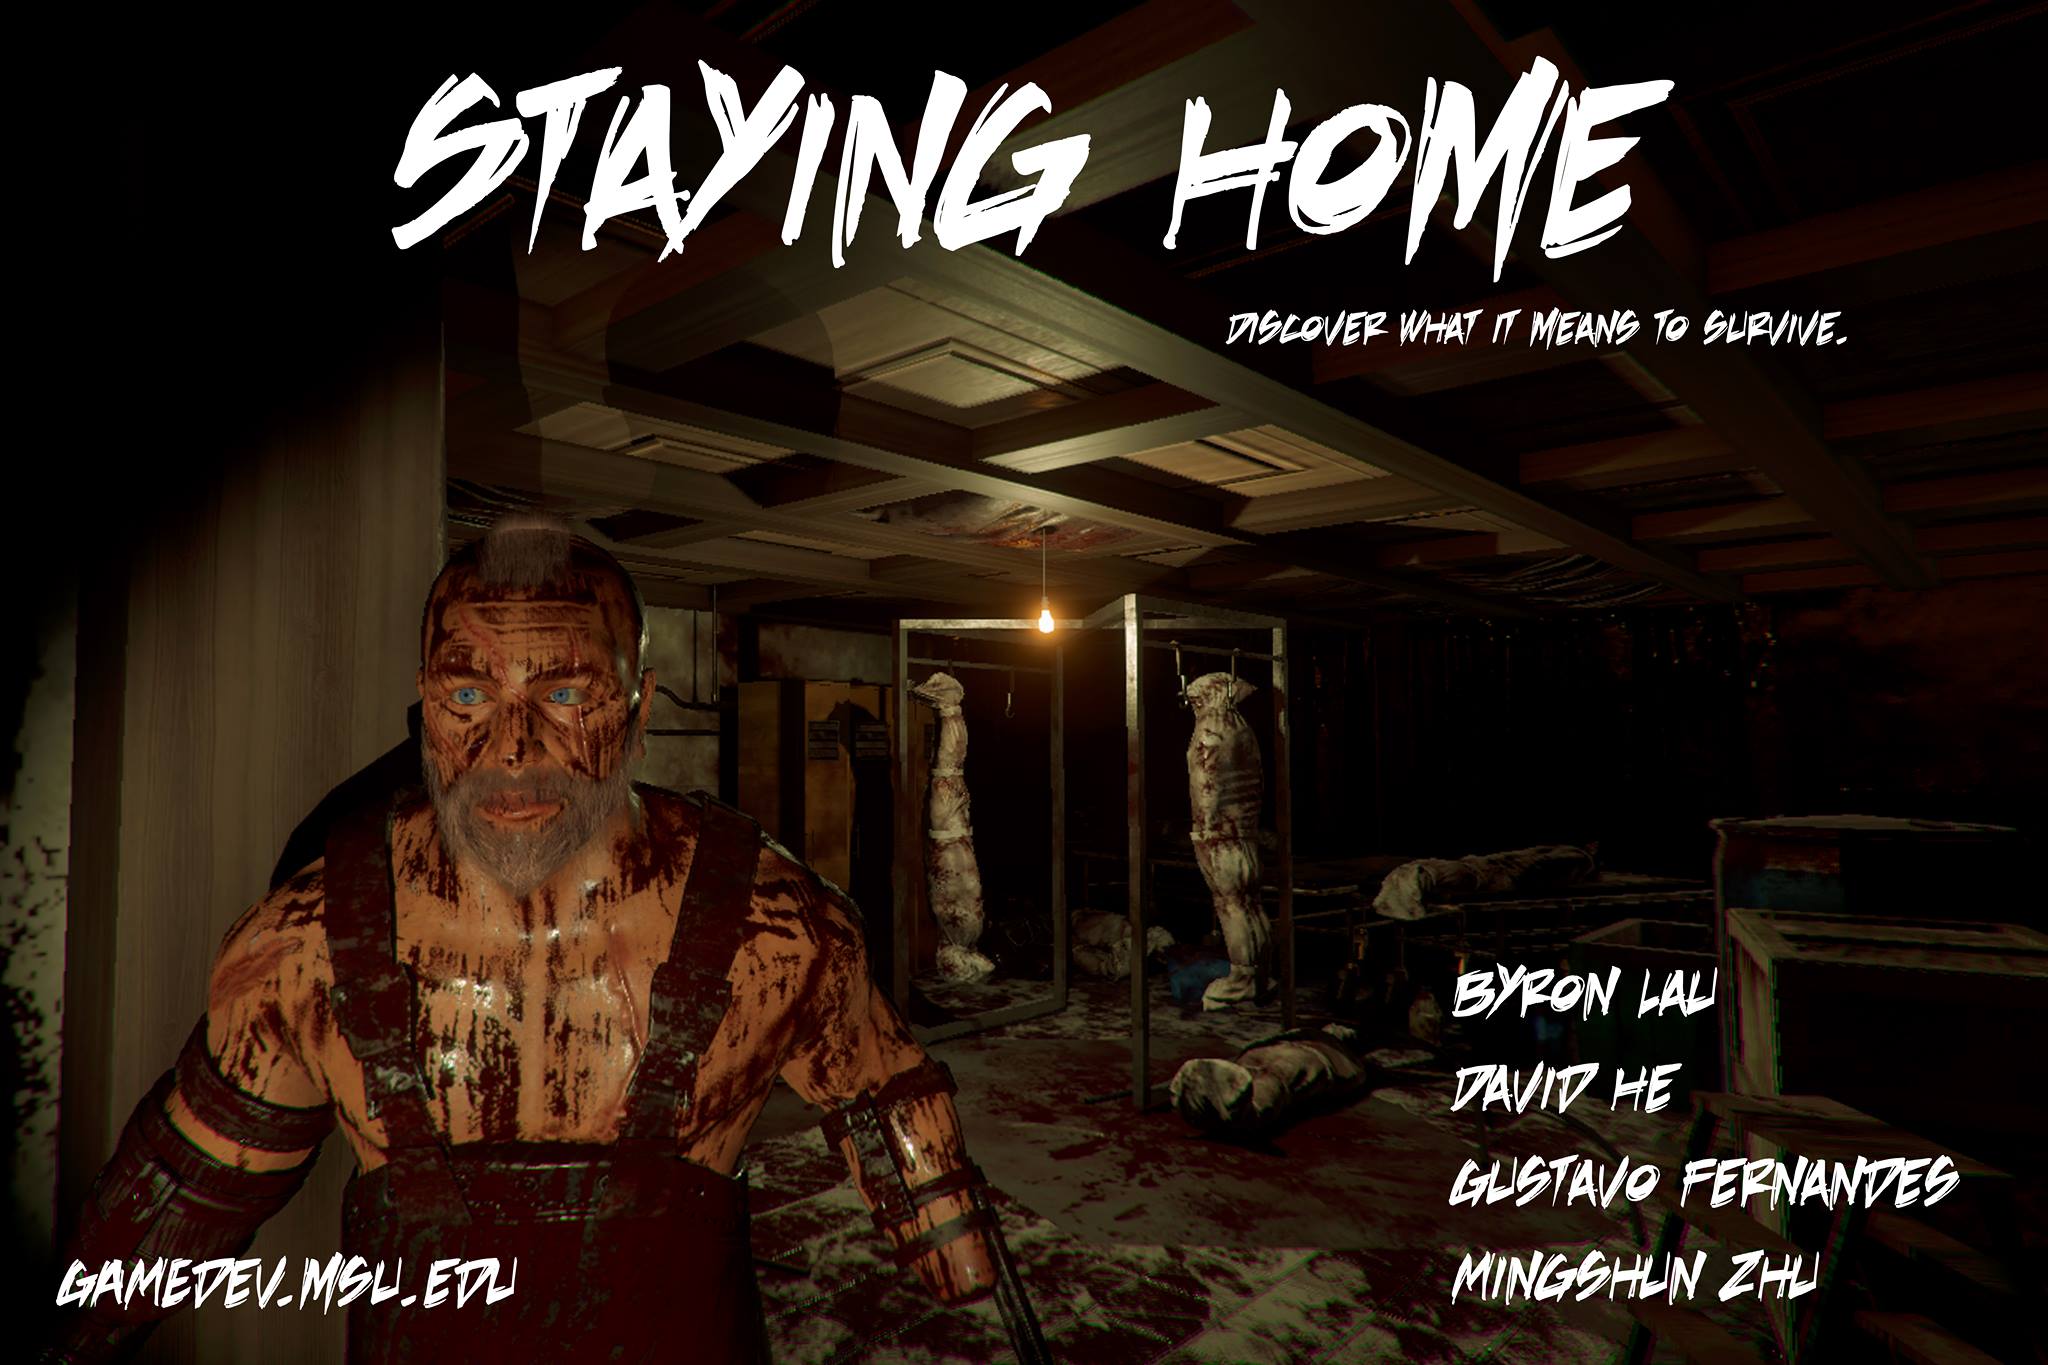 STAYING HOME
DISCOVER WHAT IT MEANS TO SURVIVE.
BYRON LAU
DAVID HE
GUSTAVO FERNANDES
MINGSHUN ZHU
GAMEDEV.MSU.EDU